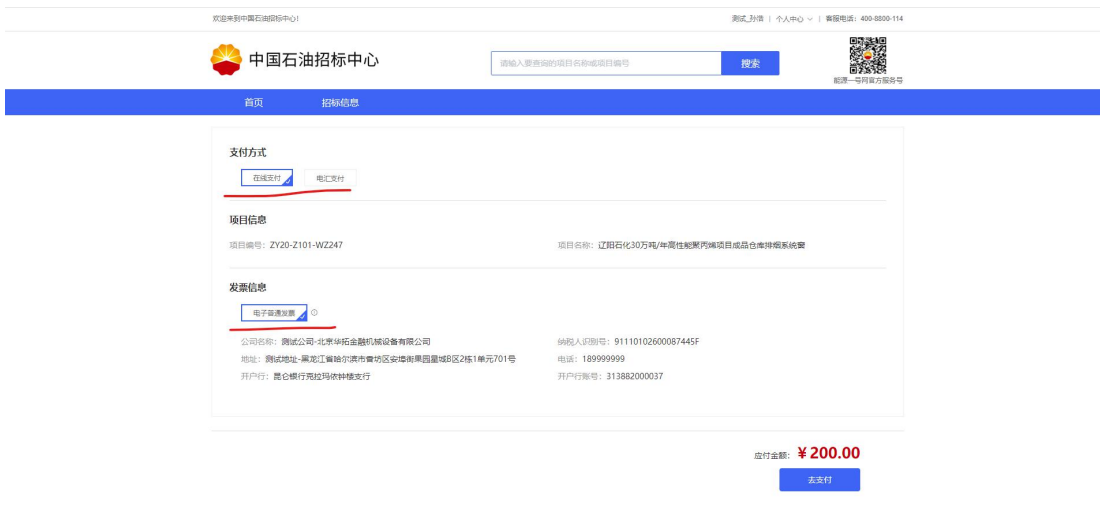 欢迎来到中国石油招标中心！
测试_孙浩 | 个人中心 | 客服电话：400-8800-114
中国石油招标中心
请输入要查询的项目名称或项目编号
搜索
能源一号网官方服务号
首页 招标信息
支付方式
在线支付 电汇支付
项目信息
项目编号：ZY20-Z101-WZ247 项目名称：辽阳石化30万吨/年高性能聚丙烯项目成品仓库排烟系统窗
发票信息
电子普通发票
公司名称：测试公司-北京华拓金融机械设备有限公司 纳税人识别号：91110102600087445F
地址：测试地址-黑龙江省哈尔滨市香坊区安埠街果园星城B区2栋1单元701号 电话：189999999
开户行：昆仑银行克拉玛依钟楼支行 开户行账号：313882000037
应付金额：￥200.00
去支付